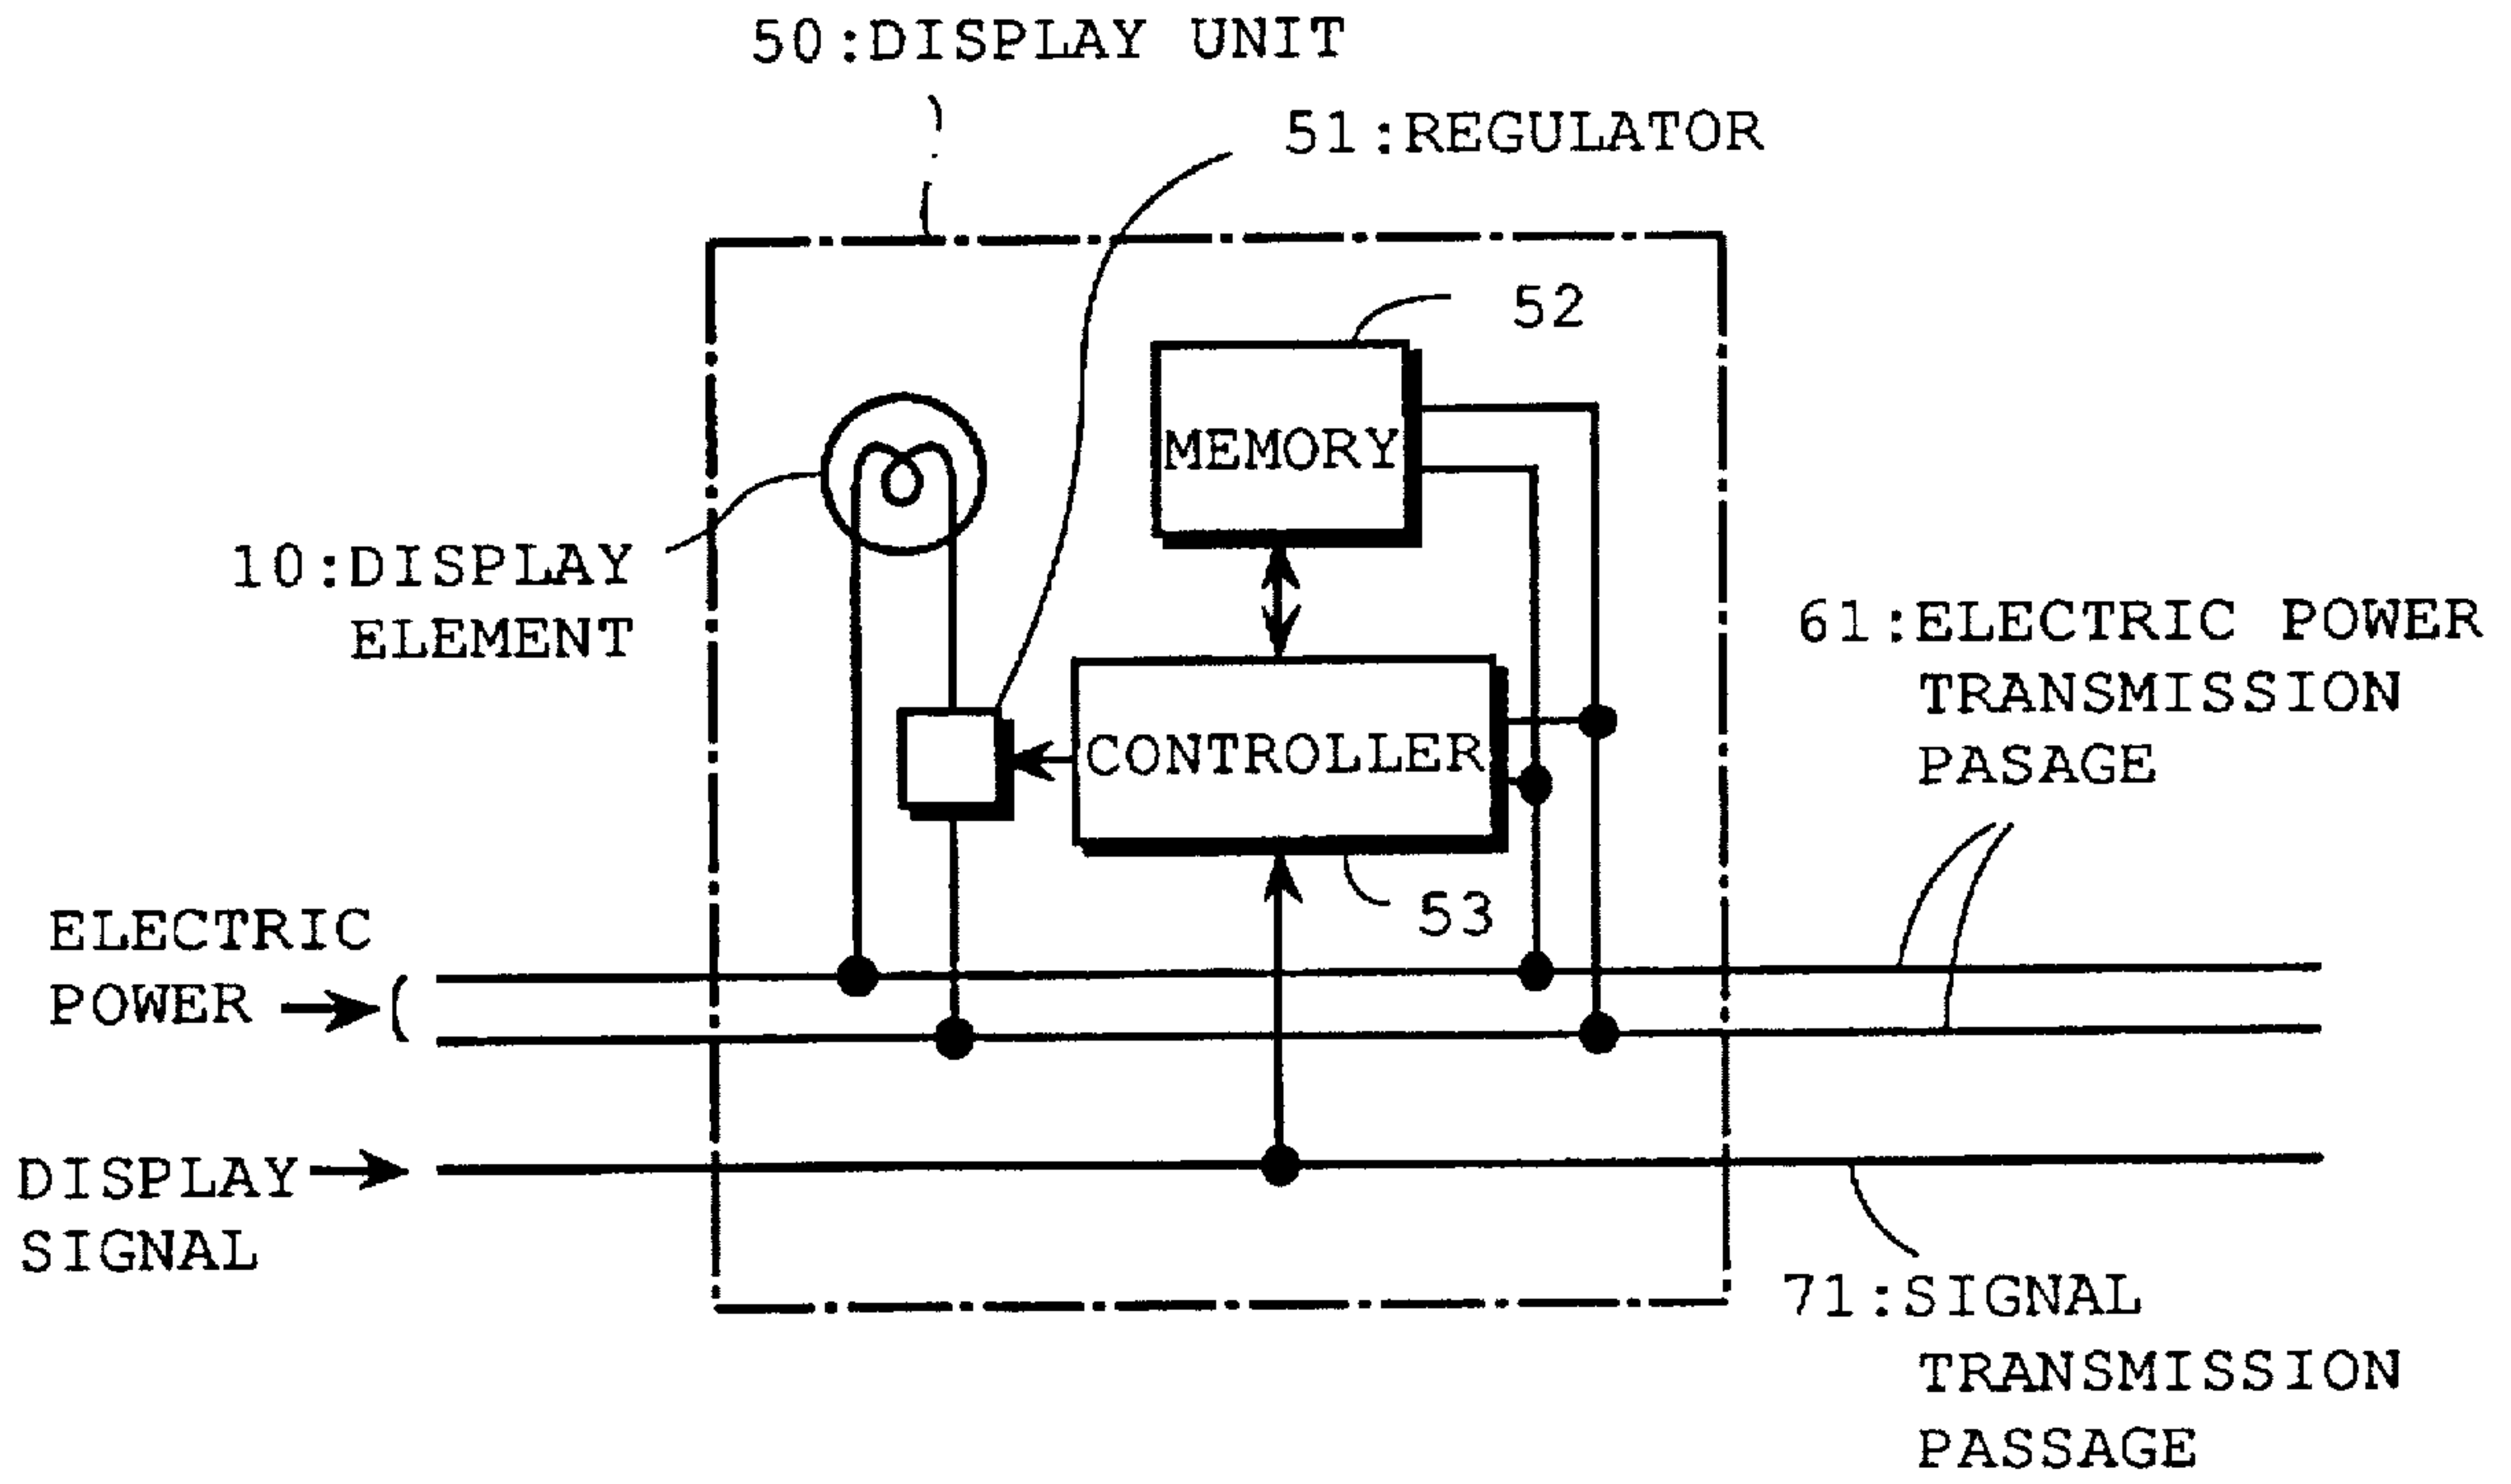 50:DISPLAY UNIT
51:REGULATOR
52
MEMORY
10:DISPLAY
ELEMENT
61:ELECTRIC POWER
TRANSMISSION
PASAGE
CONTROLLER
53
ELECTRIC
POWER
DISPLAY
SIGNAL
71:SIGNAL
TRANSMISSION
PASSAGE